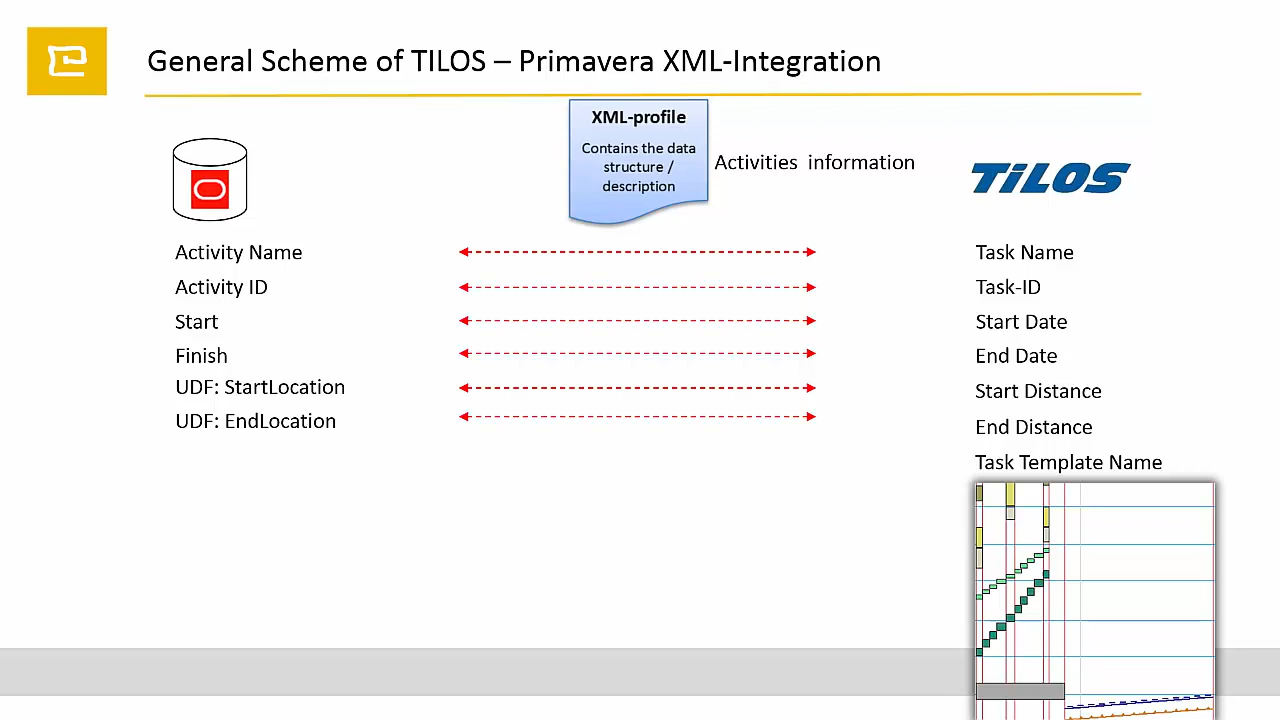 General Scheme of TILOS – Primavera XML-Integration
XML-profile
Contains the data
structure /
description
Activities information
TiLOS
Activity Name
Task Name
Activity ID
Task-ID
Start
Start Date
Finish
End Date
UDF: StartLocation
Start Distance
UDF: EndLocation
End Distance
Task Template Name